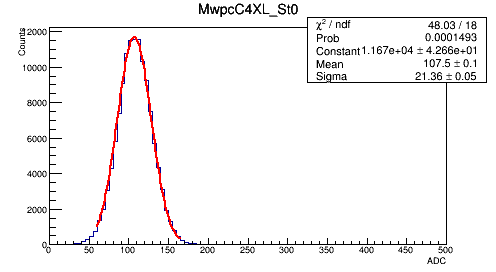 MwpcC4XL_St0
χ² / ndf 48.03 / 18
Prob 0.0001493
Constant 1.167e+04 ± 4.266e+01
Mean 107.5 ± 0.1
Sigma 21.36 ± 0.05
Counts
12000
10000
8000
6000
4000
2000
0
0 50 100 150 200 250 300 350 400 450 500
ADC